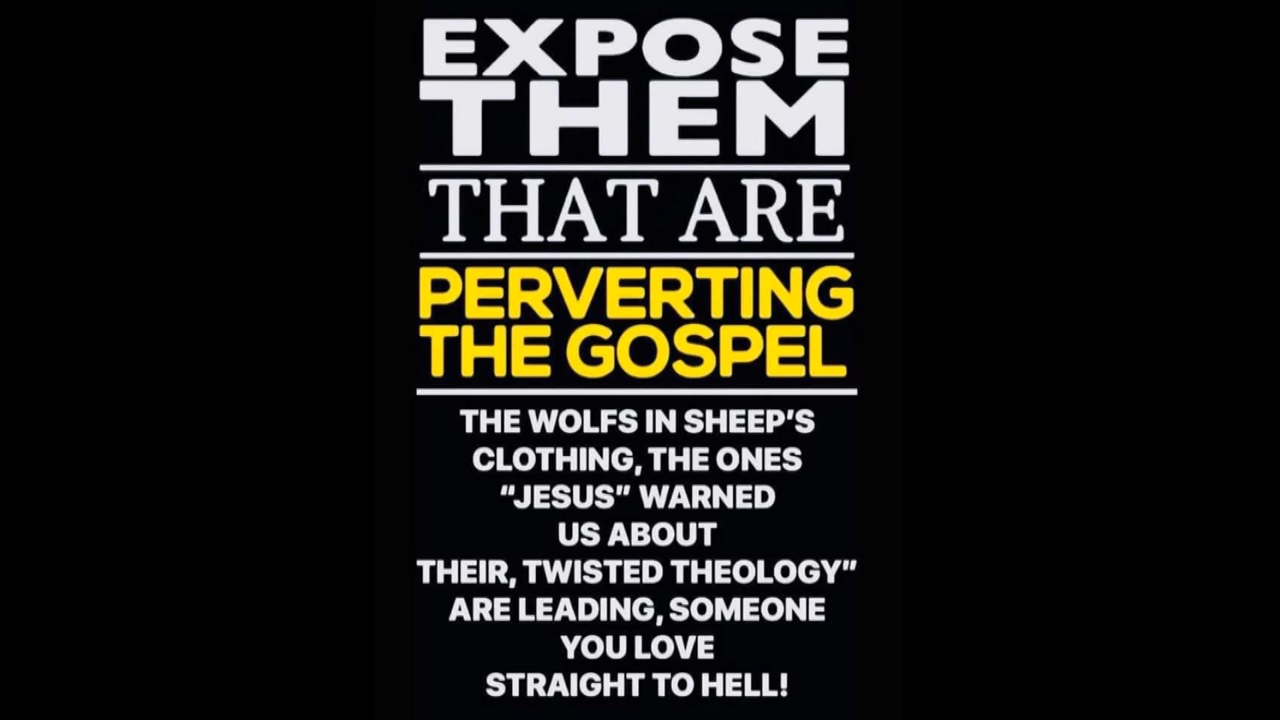 EXPOSE
THEM
THAT ARE
PERVERTING
THE GOSPEL
THE WOLFS IN SHEEP'S
CLOTHING, THE ONES
“JESUS” WARNED
US ABOUT
THEIR, TWISTED THEOLOGY”
ARE LEADING, SOMEONE
YOU LOVE
STRAIGHT TO HELL!